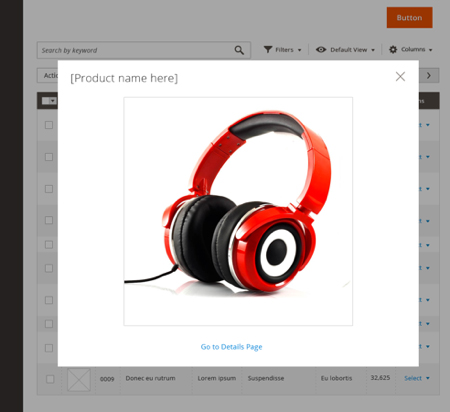 Button
Search by keyword
Filters
Default View
Columns
[Product name here]
Go to Details Page
0009 Donec eu rutrum Lorem ipsum Suspendisse Eu lobortis 32,625 Select